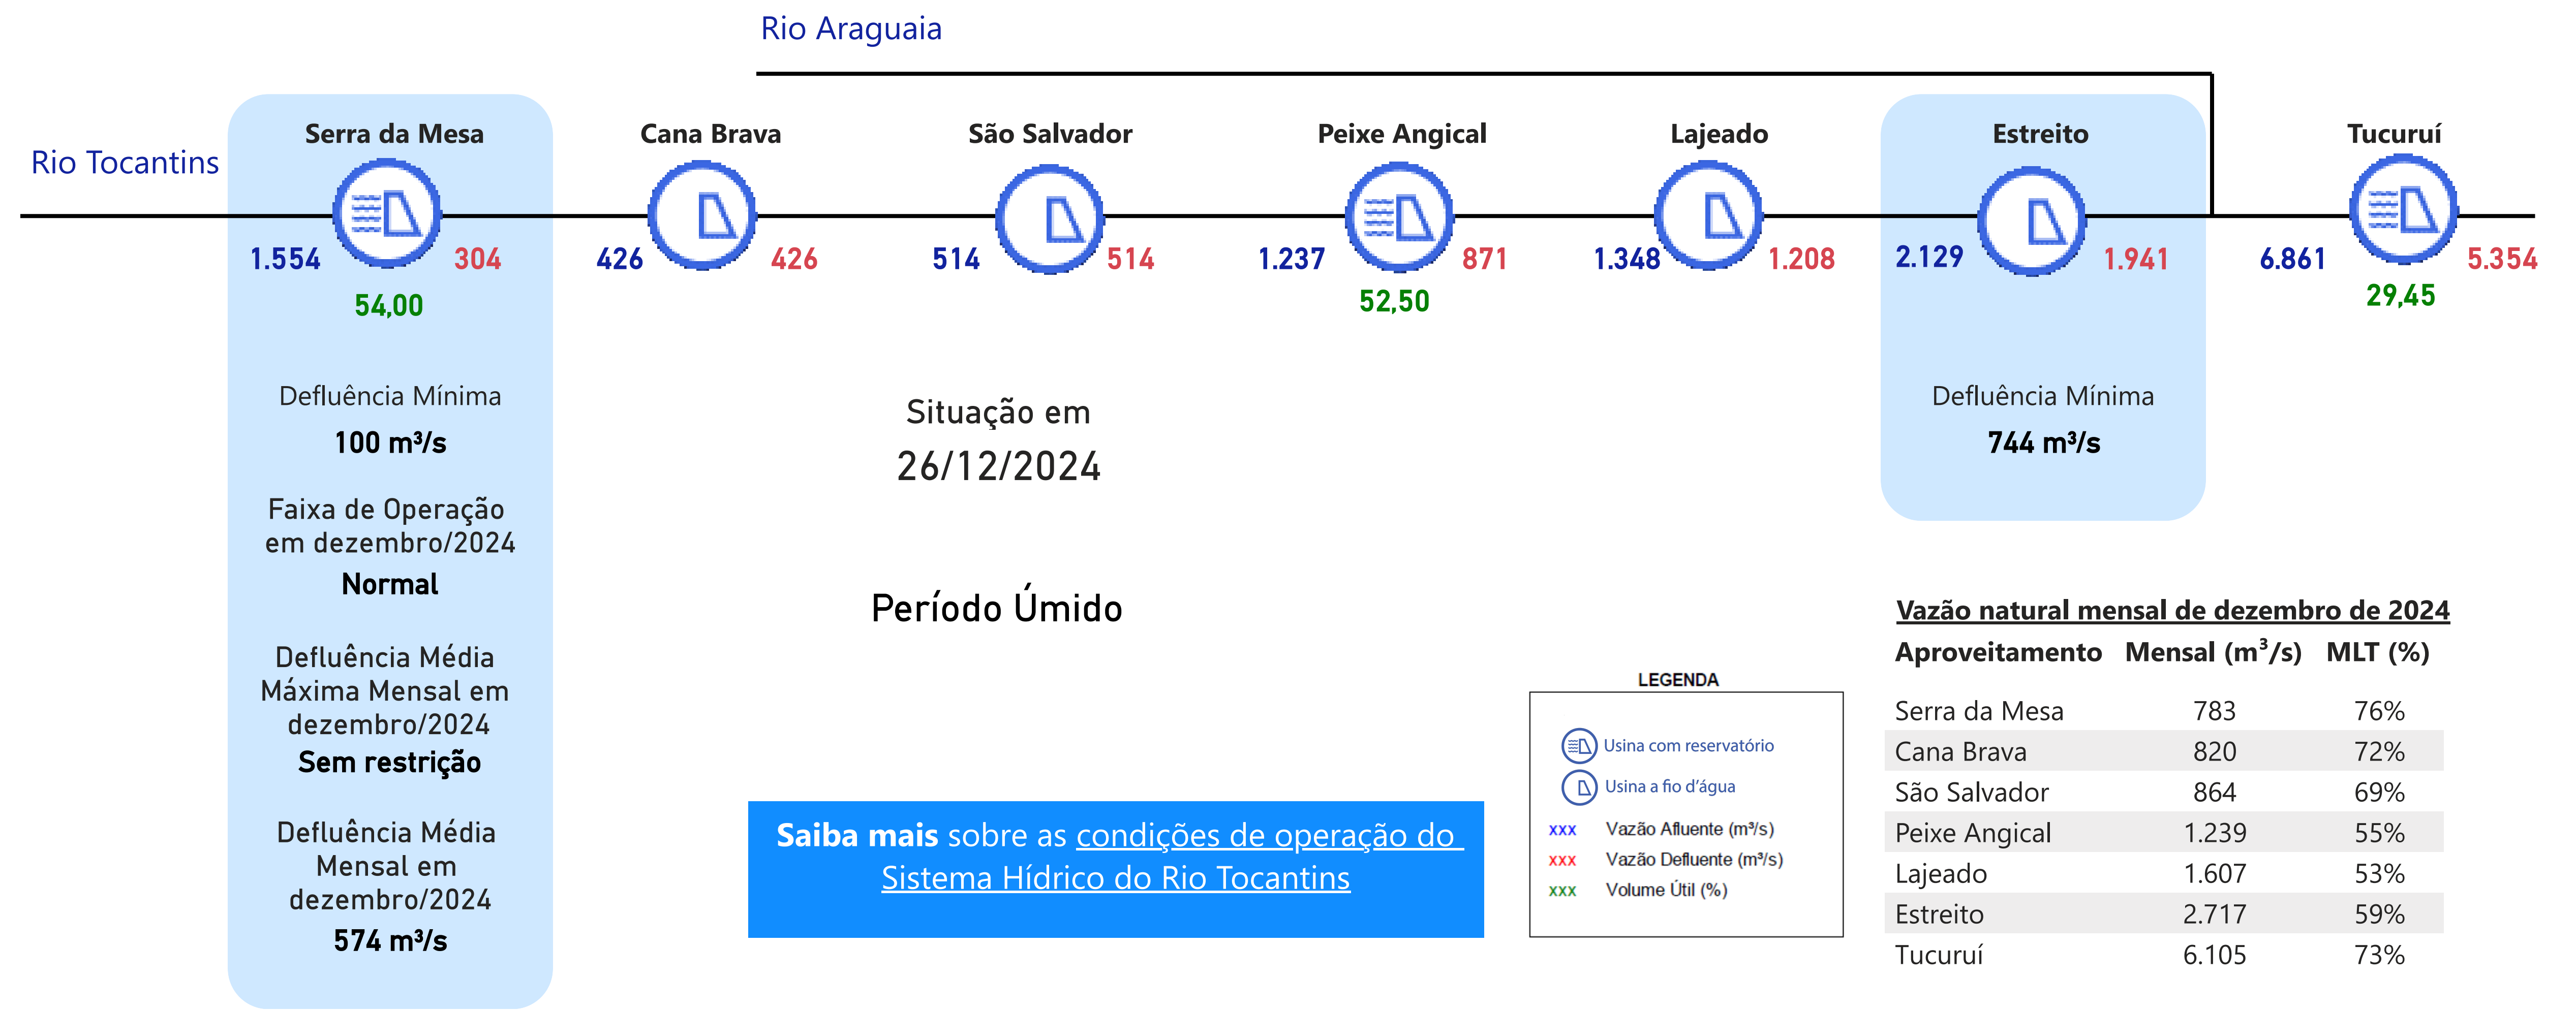 Rio Araguaia
Rio Tocantins
Serra da Mesa
Cana Brava
São Salvador
Peixe Angical
Lajeado
Estreito
Tucuruí
1.554
304
426
426
514
514
1.237
871
1.348
1.208
2.129
1.941
6.861
5.354
54,00
52,50
29,45
Defluência Mínima
100 m³/s
Faixa de Operação
em dezembro/2024
Normal
Defluência Média
Máxima Mensal em
dezembro/2024
Sem restrição
Defluência Média
Mensal em
dezembro/2024
574 m³/s
Situação em
26/12/2024
Período Úmido
Saiba mais sobre as condições de operação do
Sistema Hídrico do Rio Tocantins
Defluência Mínima
744 m³/s
LEGENDA
Usina com reservatório
Usina a fio d'água
xxx Vazão Afluente (m³/s)
xxx Vazão Defluente (m³/s)
xxx Volume Útil (%)
Vazão natural mensal de dezembro de 2024
Aproveitamento Mensal (m³/s) MLT (%)
Serra da Mesa 783 76%
Cana Brava 820 72%
São Salvador 864 69%
Peixe Angical 1.239 55%
Lajeado 1.607 53%
Estreito 2.717 59%
Tucuruí 6.105 73%